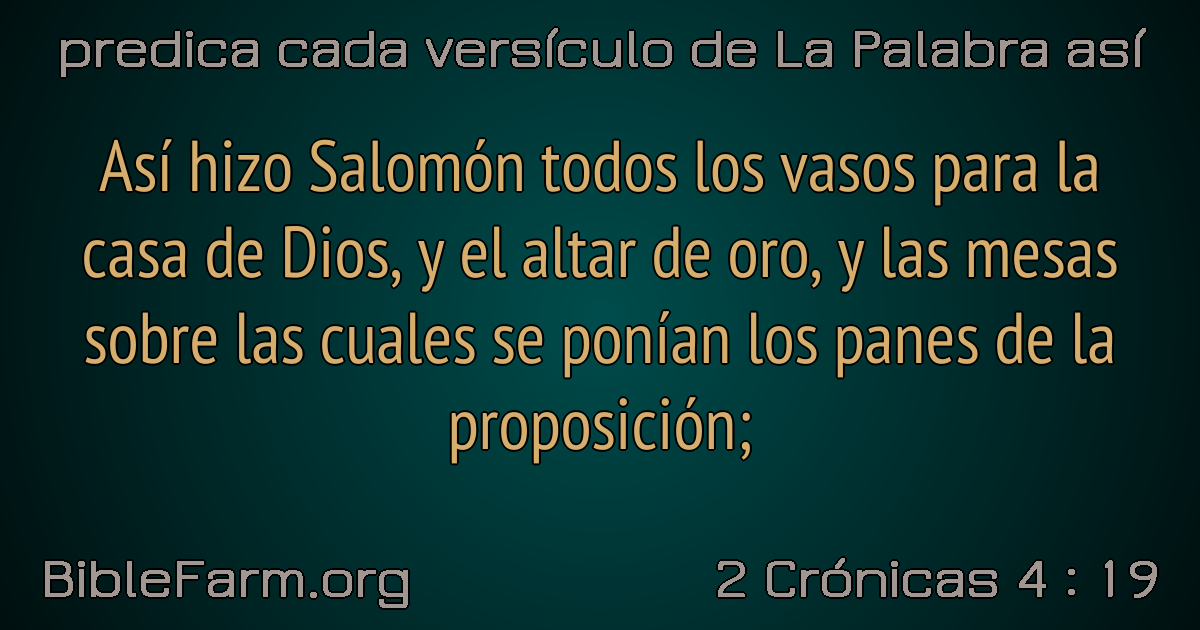 predica cada versículo de La Palabra así
Así hizo Salomón todos los vasos para la
casa de Dios, y el altar de oro, y las mesas
sobre las cuales se ponían los panes de la
proposición;
BibleFarm.org
2 Crónicas 4 : 19